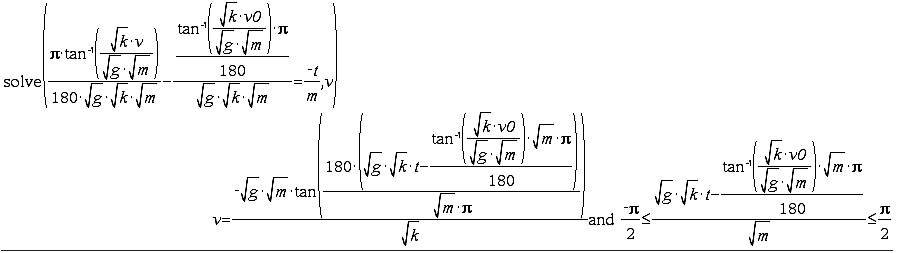 solve(π·tan⁻¹(√k·v/(√g·√m))/(180·√g·√k·√m)-(tan⁻¹(√k·v0/(√g·√m))·π/180)/(√g·√k·√m)=-t/m,v)
v=-√g·√m·tan(180·(√g·√k·t-tan⁻¹(√k·v0/(√g·√m))·√m·π/180)/(√m·π))/√k and -π/2≤(√g·√k·t-tan⁻¹(√k·v0/(√g·√m))·√m·π/180)/√m≤π/2